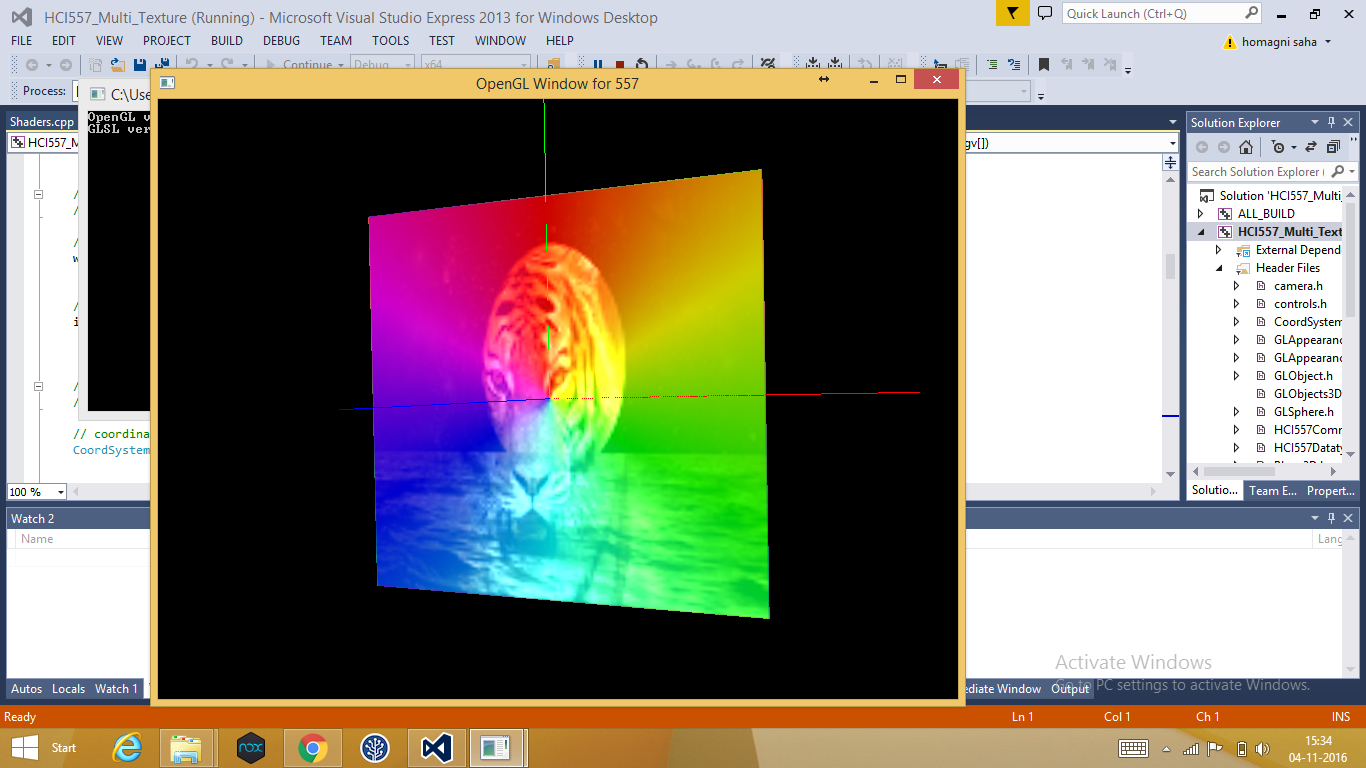 HCI557_Multi_Texture (Running) - Microsoft Visual Studio Express 2013 for Windows Desktop
Quick Launch (Ctrl+Q)
FILE EDIT VIEW PROJECT BUILD DEBUG TEAM TOOLS TEST WINDOW HELP
homagni saha
Continue Debug x64
Process:
C:\Use
OpenGL Window for 557
OpenGL v
GLSL ver
Shaders.cpp
HCI557_M
gv[])
//  coordina
CoordSystem
100 %
Solution Explorer
Search Solution Explorer (
Solution 'HCI557_Multi_
ALL_BUILD
HCI557_Multi_Text
External Depend
Header Files
camera.h
controls.h
CoordSystem
GLAppearanc
GLAppearanc
GLObject.h
GLObjects3D
GLSphere.h
HCI557Comr
HCI557Dataty
Solutio... Team E... Propert...
Watch 2
Name
Lang
Autos Locals Watch 1
ediate Window Output
Activate Windows
Go to PC settings to activate Windows.
Ready
Ln 1 Col 1 Ch 1 INS
Start
nox
15:34
04-11-2016